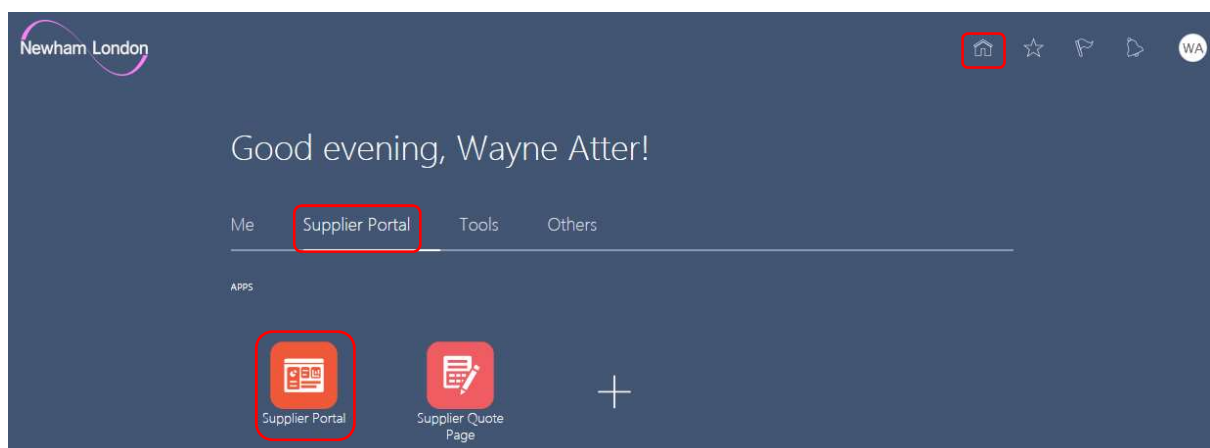 Newham London
WA
Good evening, Wayne Atter!
Me Supplier Portal Tools Others
APPS
Supplier Portal Supplier Quote
Page